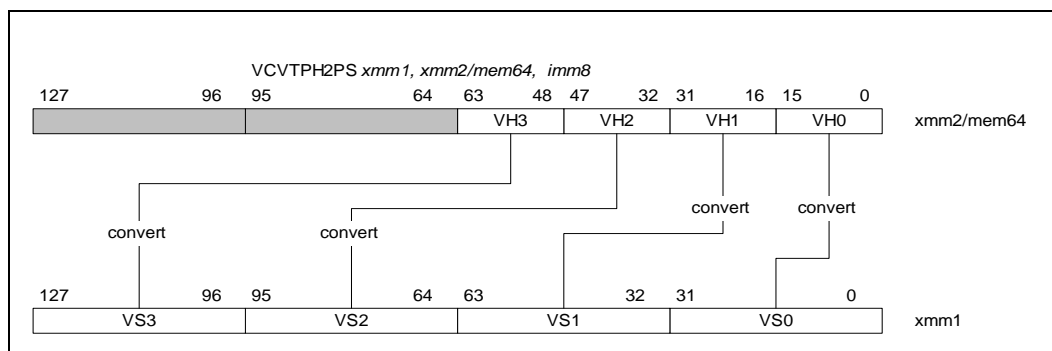 VCVTPH2PS xmm1, xmm2/mem64, imm8
127 96 95 64 63 48 47 32 31 16 15 0
VH3 VH2 VH1 VH0 xmm2/mem64
convert convert
convert convert
127 96 95 64 63 32 31 0
VS3 VS2 VS1 VS0 xmm1